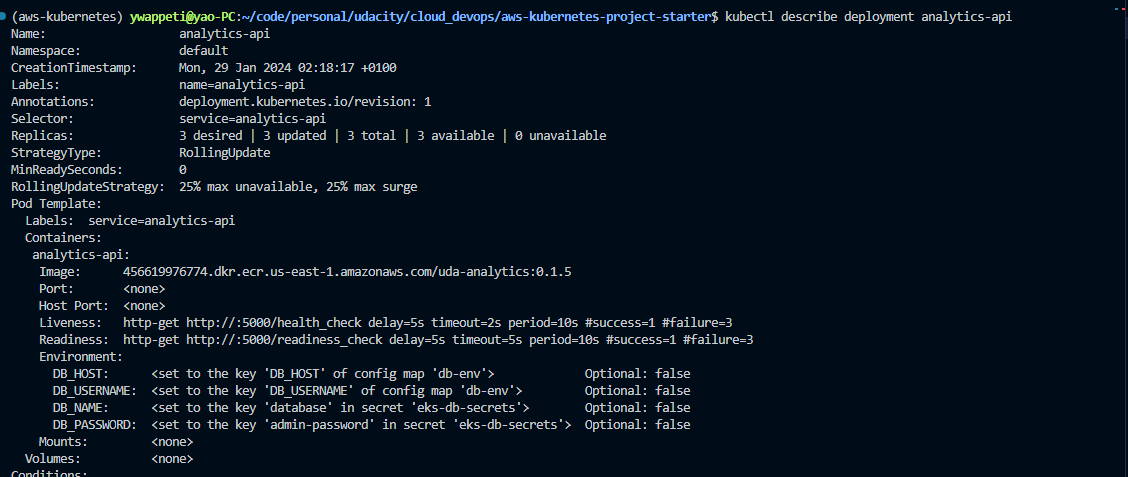 (aws-kubernetes) ywappeti@yao-PC:~/code/personal/udacity/cloud_devops/aws-kubernetes-project-starter$ kubectl describe deployment analytics-api
Name:                   analytics-api
Namespace:              default
CreationTimestamp:      Mon, 29 Jan 2024 02:18:17 +0100
Labels:                 name=analytics-api
Annotations:            deployment.kubernetes.io/revision: 1
Selector:               service=analytics-api
Replicas:               3 desired | 3 updated | 3 total | 3 available | 0 unavailable
StrategyType:           RollingUpdate
MinReadySeconds:        0
RollingUpdateStrategy:  25% max unavailable, 25% max surge
Pod Template:
  Labels:  service=analytics-api
  Containers:
   analytics-api:
    Image:      456619976774.dkr.ecr.us-east-1.amazonaws.com/uda-analytics:0.1.5
    Port:       <none>
    Host Port:  <none>
    Liveness:   http-get http://:5000/health_check delay=5s timeout=2s period=10s #success=1 #failure=3
    Readiness:  http-get http://:5000/readiness_check delay=5s timeout=5s period=10s #success=1 #failure=3
    Environment:
      DB_HOST:      <set to the key 'DB_HOST' of config map 'db-env'>                 Optional: false
      DB_USERNAME:  <set to the key 'DB_USERNAME' of config map 'db-env'>             Optional: false
      DB_NAME:      <set to the key 'database' in secret 'eks-db-secrets'>        Optional: false
      DB_PASSWORD:  <set to the key 'admin-password' in secret 'eks-db-secrets'>  Optional: false
    Mounts:         <none>
  Volumes:          <none>
Conditions: